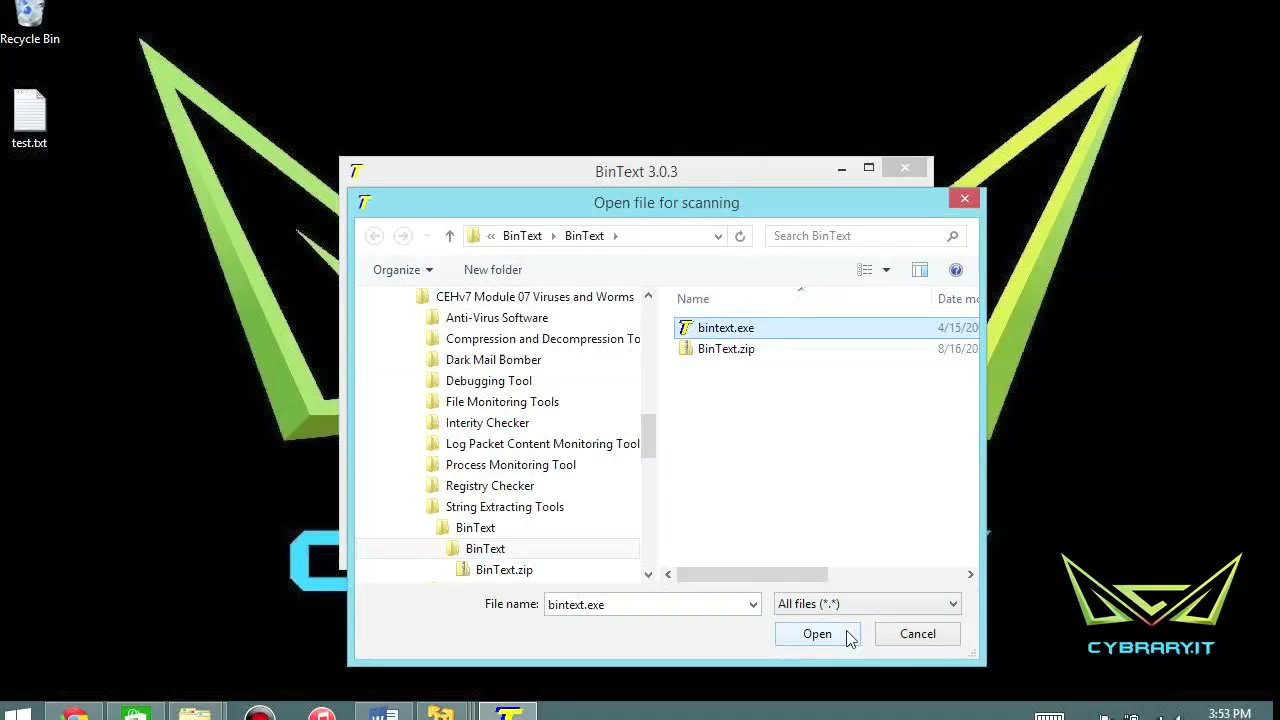 Recycle Bin
test.txt
BinText 3.0.3
Open file for scanning
« BinText BinText
Search BinText
Organize
New folder
CEHv7 Module 07 Viruses and Worms
Anti-Virus Software
Compression and Decompression To
Dark Mail Bomber
Debugging Tool
File Monitoring Tools
Interity Checker
Log Packet Content Monitoring Tool
Process Monitoring Tool
Registry Checker
String Extracting Tools
BinText
BinText
BinText.zip
Name Date mo
bintext.exe 4/15/20
BinText.zip 8/16/20
File name: bintext.exe
All files (*.*)
Open Cancel
CYBRARY.IT
3:53 PM